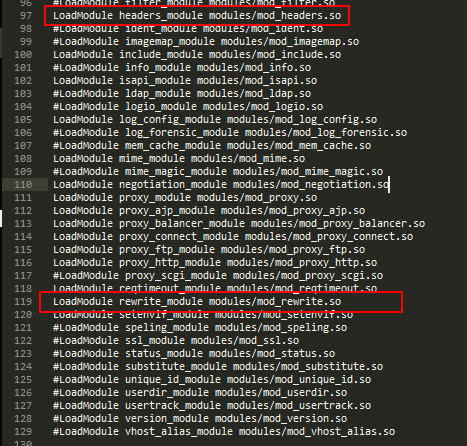 96 #LoadModule filter_module modules/mod_filter.so
97 LoadModule headers_module modules/mod_headers.so
98 #LoadModule ident_module modules/mod_ident.so
99 #LoadModule imagemap_module modules/mod_imagemap.so
100 LoadModule include_module modules/mod_include.so
101 #LoadModule info_module modules/mod_info.so
102 LoadModule isapi_module modules/mod_isapi.so
103 #LoadModule ldap_module modules/mod_ldap.so
104 #LoadModule logio_module modules/mod_logio.so
105 LoadModule log_config_module modules/mod_log_config.so
106 #LoadModule log_forensic_module modules/mod_log_forensic.so
107 #LoadModule mem_cache_module modules/mod_mem_cache.so
108 LoadModule mime_module modules/mod_mime.so
109 #LoadModule mime_magic_module modules/mod_mime_magic.so
110 LoadModule negotiation_module modules/mod_negotiation.so
111 LoadModule proxy_module modules/mod_proxy.so
112 LoadModule proxy_ajp_module modules/mod_proxy_ajp.so
113 LoadModule proxy_balancer_module modules/mod_proxy_balancer.so
114 LoadModule proxy_connect_module modules/mod_proxy_connect.so
115 LoadModule proxy_ftp_module modules/mod_proxy_ftp.so
116 LoadModule proxy_http_module modules/mod_proxy_http.so
117 #LoadModule proxy_scgi_module modules/mod_proxy_scgi.so
118 LoadModule reqtimeout_module modules/mod_reqtimeout.so
119 LoadModule rewrite_module modules/mod_rewrite.so
120 LoadModule setenvif_module modules/mod_setenvif.so
121 #LoadModule speling_module modules/mod_speling.so
122 #LoadModule ssl_module modules/mod_ssl.so
123 #LoadModule status_module modules/mod_status.so
124 #LoadModule substitute_module modules/mod_substitute.so
125 #LoadModule unique_id_module modules/mod_unique_id.so
126 #LoadModule userdir_module modules/mod_userdir.so
127 #LoadModule usertrack_module modules/mod_usertrack.so
128 #LoadModule version_module modules/mod_version.so
129 #LoadModule vhost_alias_module modules/mod_vhost_alias.so
130